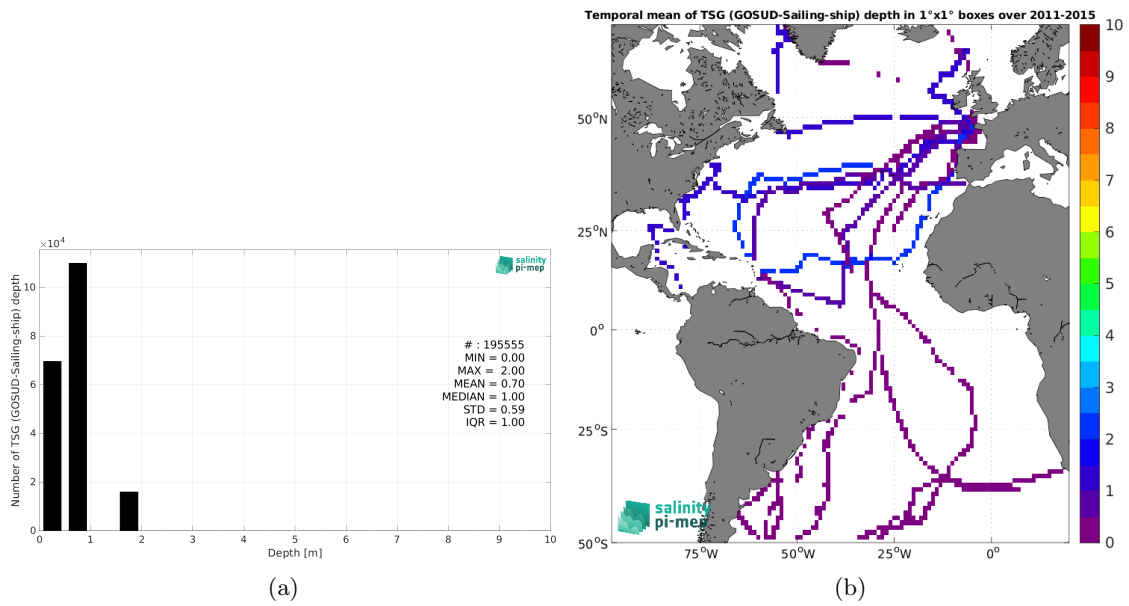 ×10⁴
10
8
6
4
2
0
Number of TSG (GOSUD-Sailing-ship) depth
salinity
pi-mep
# : 195555
MIN = 0.00
MAX = 2.00
MEAN = 0.70
MEDIAN = 1.00
STD = 0.59
IQR = 1.00
0 1 2 3 4 5 6 7 8 9 10
Depth [m]
(a)
Temporal mean of TSG (GOSUD-Sailing-ship) depth in 1°x1° boxes over 2011-2015
50°N
25°N
0°
25°S
50°S
salinity
pi-mep
75°W 50°W 25°W 0°
10
9
8
7
6
5
4
3
2
1
0
(b)